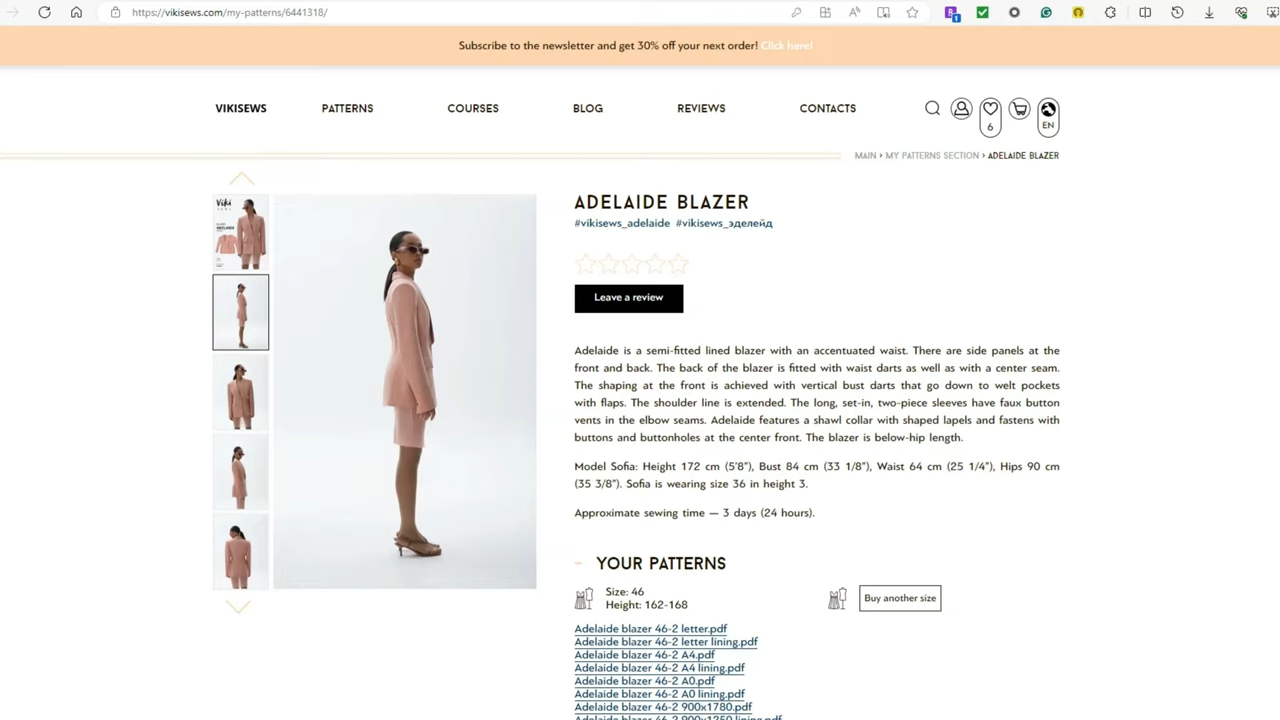 https://vikisews.com/my-patterns/6441318/
Subscribe to the newsletter and get 30% off your next order! Click here!
VIKISEWS
PATTERNS
COURSES
BLOG
REVIEWS
CONTACTS
6
EN
MAIN › MY PATTERNS SECTION › ADELAIDE BLAZER
Viki
ADELAIDE BLAZER
#vikisews_adelaide #vikisews_эделейд
Leave a review
Adelaide is a semi-fitted lined blazer with an accentuated waist. There are side panels at the
front and back. The back of the blazer is fitted with waist darts as well as with a center seam.
The shaping at the front is achieved with vertical bust darts that go down to welt pockets
with flaps. The shoulder line is extended. The long, set-in, two-piece sleeves have faux button
vents in the elbow seams. Adelaide features a shawl collar with shaped lapels and fastens with
buttons and buttonholes at the center front. The blazer is below-hip length.
Model Sofia: Height 172 cm (5'8"), Bust 84 cm (33 1/8"), Waist 64 cm (25 1/4"), Hips 90 cm
(35 3/8"). Sofia is wearing size 36 in height 3.
Approximate sewing time — 3 days (24 hours).
YOUR PATTERNS
Size: 46
Height: 162-168
Buy another size
Adelaide blazer 46-2 letter.pdf
Adelaide blazer 46-2 letter lining.pdf
Adelaide blazer 46-2 A4.pdf
Adelaide blazer 46-2 A4 lining.pdf
Adelaide blazer 46-2 A0.pdf
Adelaide blazer 46-2 A0 lining.pdf
Adelaide blazer 46-2 900x1780.pdf
Adelaide blazer 46-2 900x1250 lining.pdf